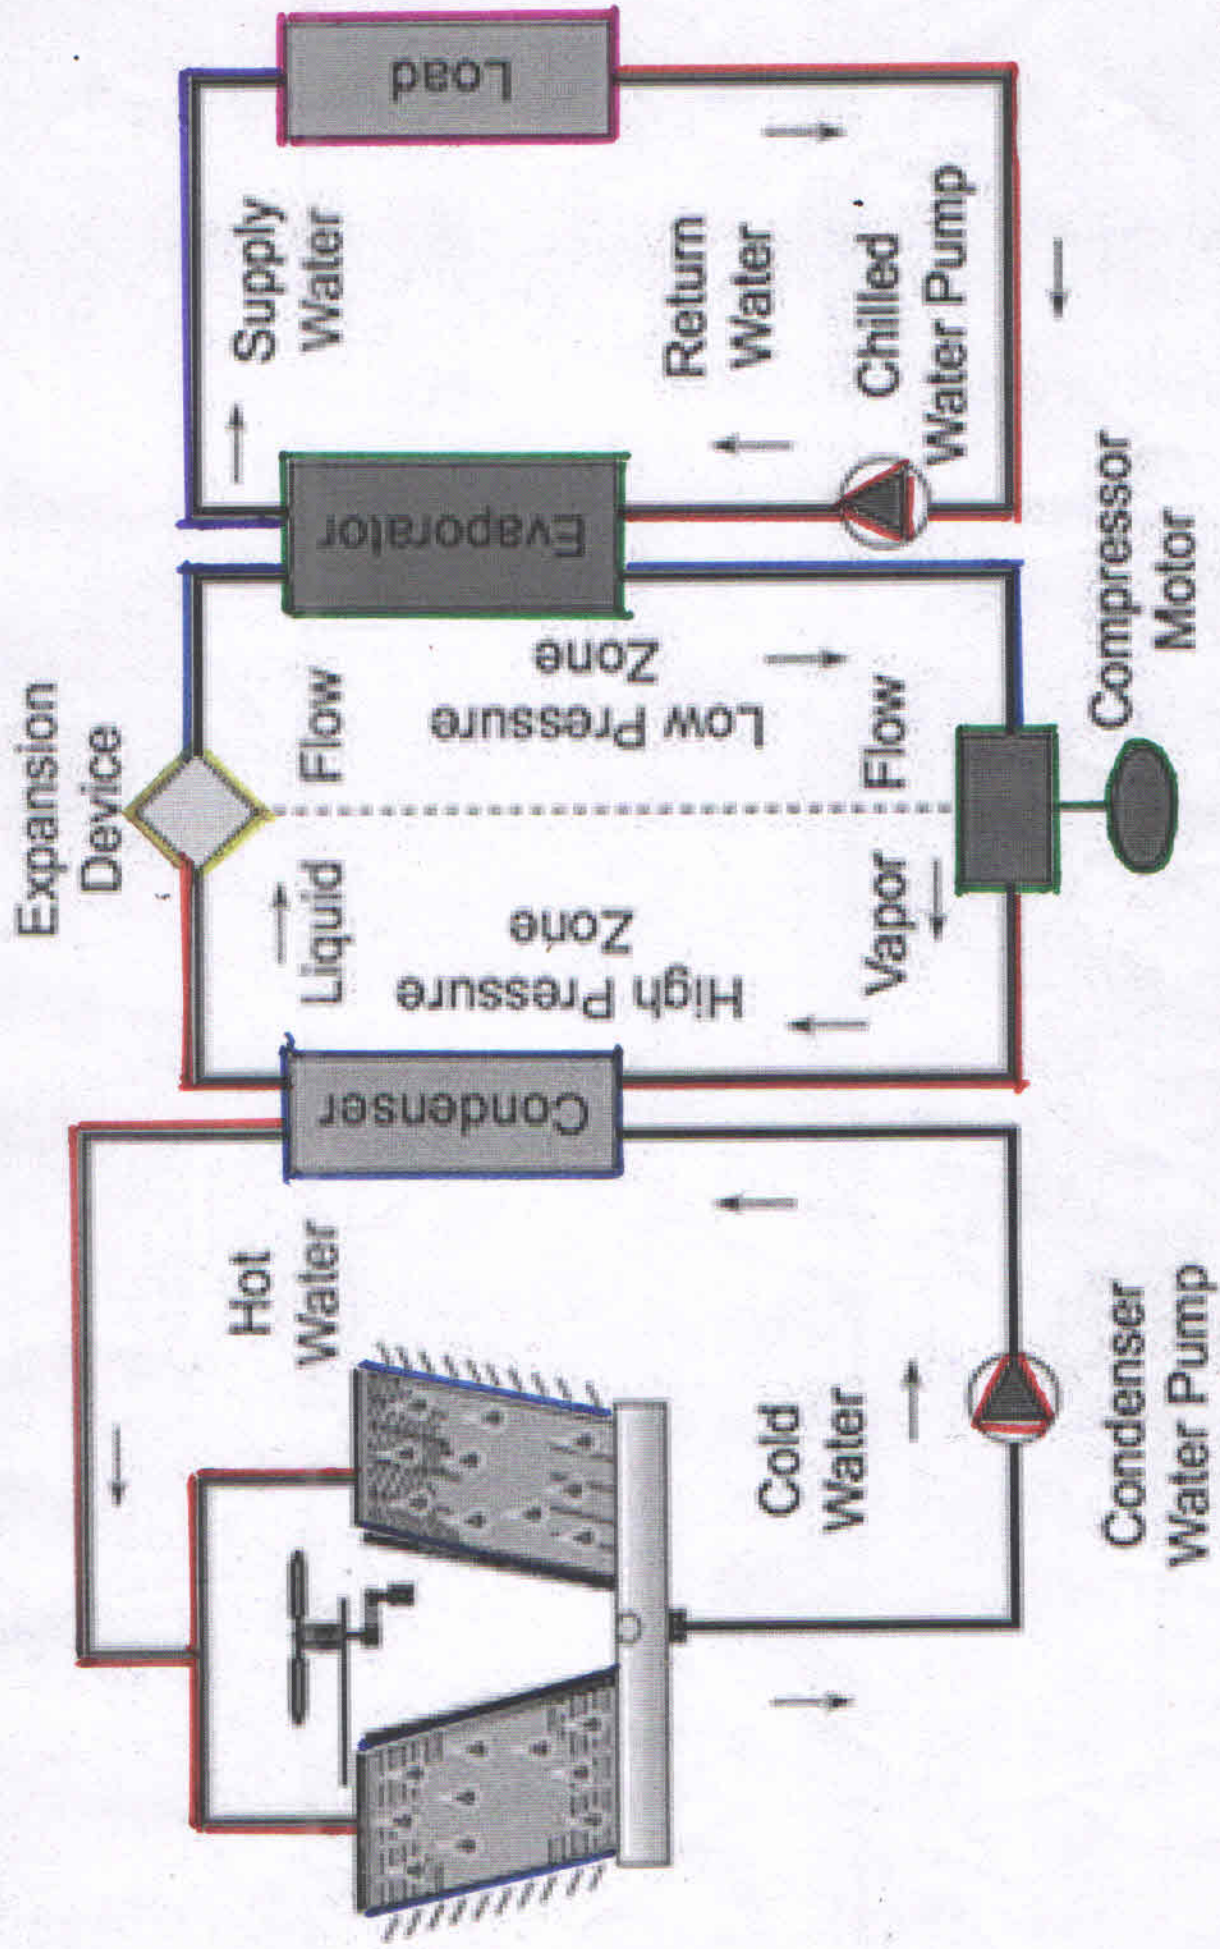 Expansion
Device
Hot
Water
Liquid Flow
Supply
Water
Condenser
High Pressure
Zone
Low Pressure
Zone
Evaporator
Load
Cold
Water
Vapor Flow
Return
Water
Chilled
Water Pump
Condenser
Water Pump
Compressor
Motor